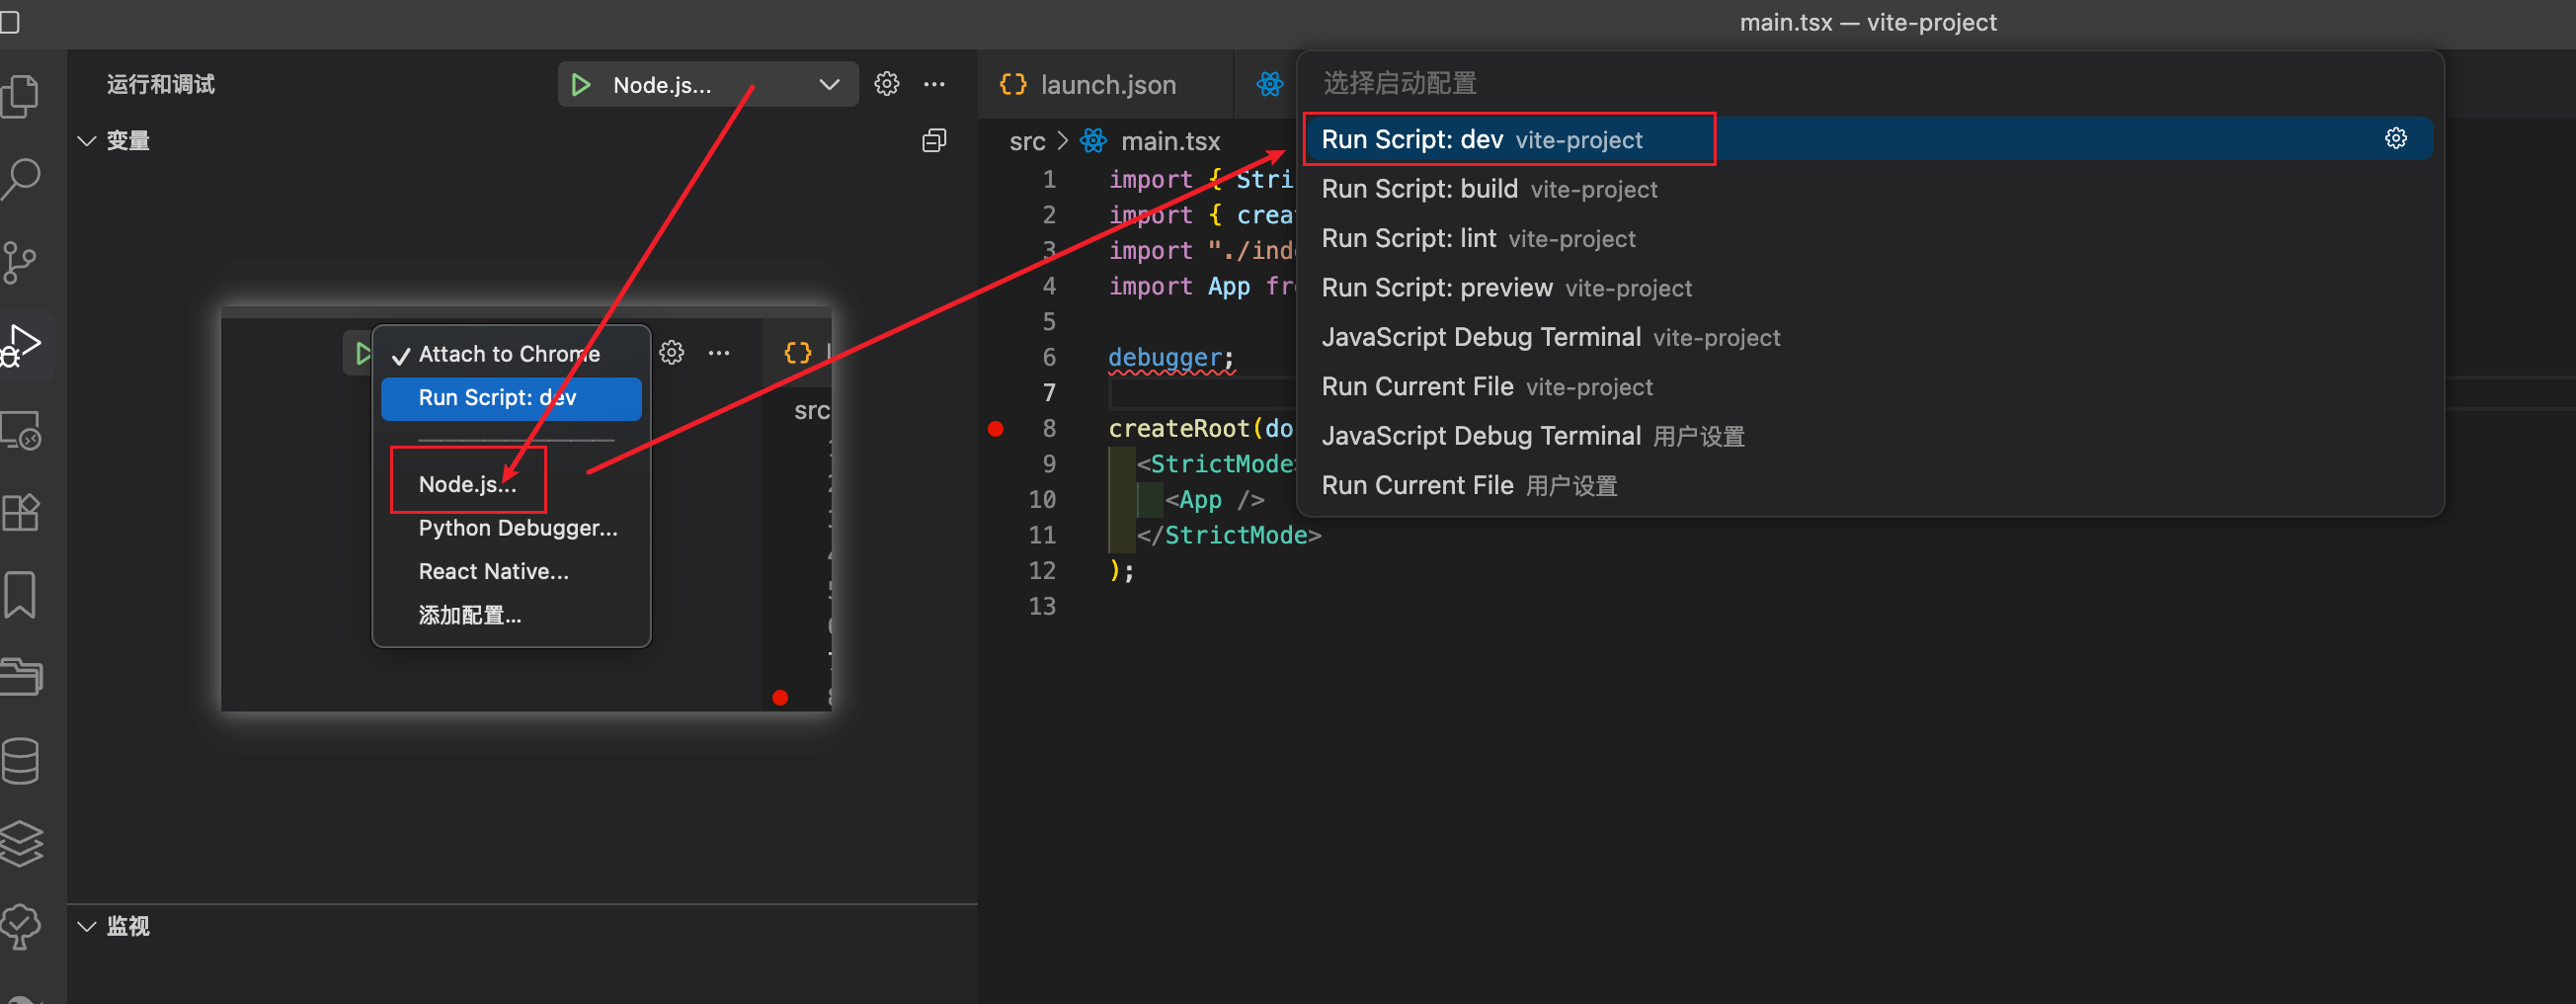 main.tsx — vite-project
运行和调试
Node.js...
变量
Attach to Chrome
Run Script: dev
Node.js...
Python Debugger...
React Native...
添加配置...
src
监视
launch.json
src > main.tsx
1 import { Stri
2 import { crea
3 import "./ind
4 import App fr
5
6 debugger;
7
8 createRoot(do
9 <StrictMode>
10 <App />
11 </StrictMode>
12 );
13
选择启动配置
Run Script: dev vite-project
Run Script: build vite-project
Run Script: lint vite-project
Run Script: preview vite-project
JavaScript Debug Terminal vite-project
Run Current File vite-project
JavaScript Debug Terminal 用户设置
Run Current File 用户设置